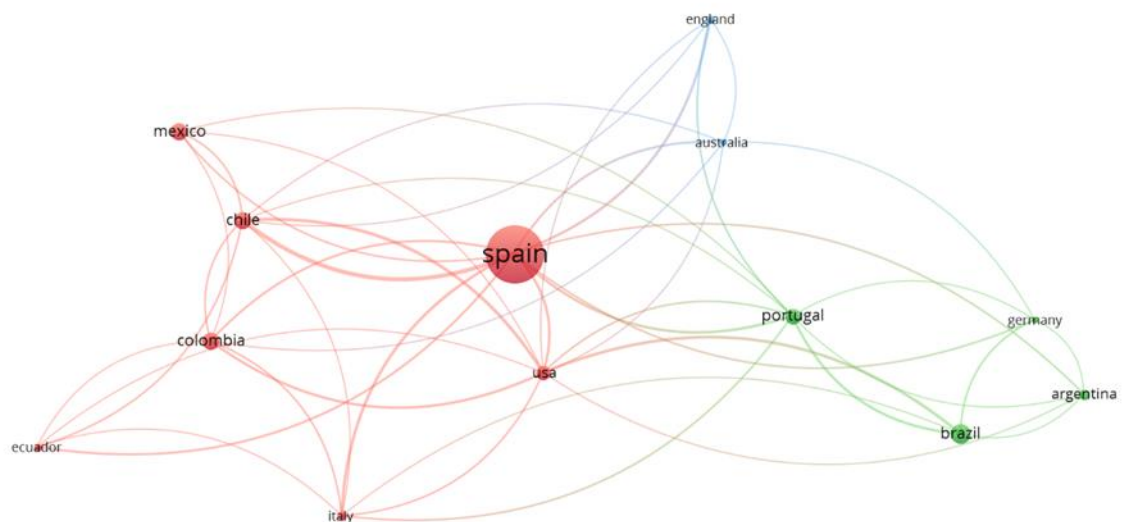 england
mexico
australia
chile
spain
portugal
germany
colombia
usa
argentina
brazil
ecuador
italy